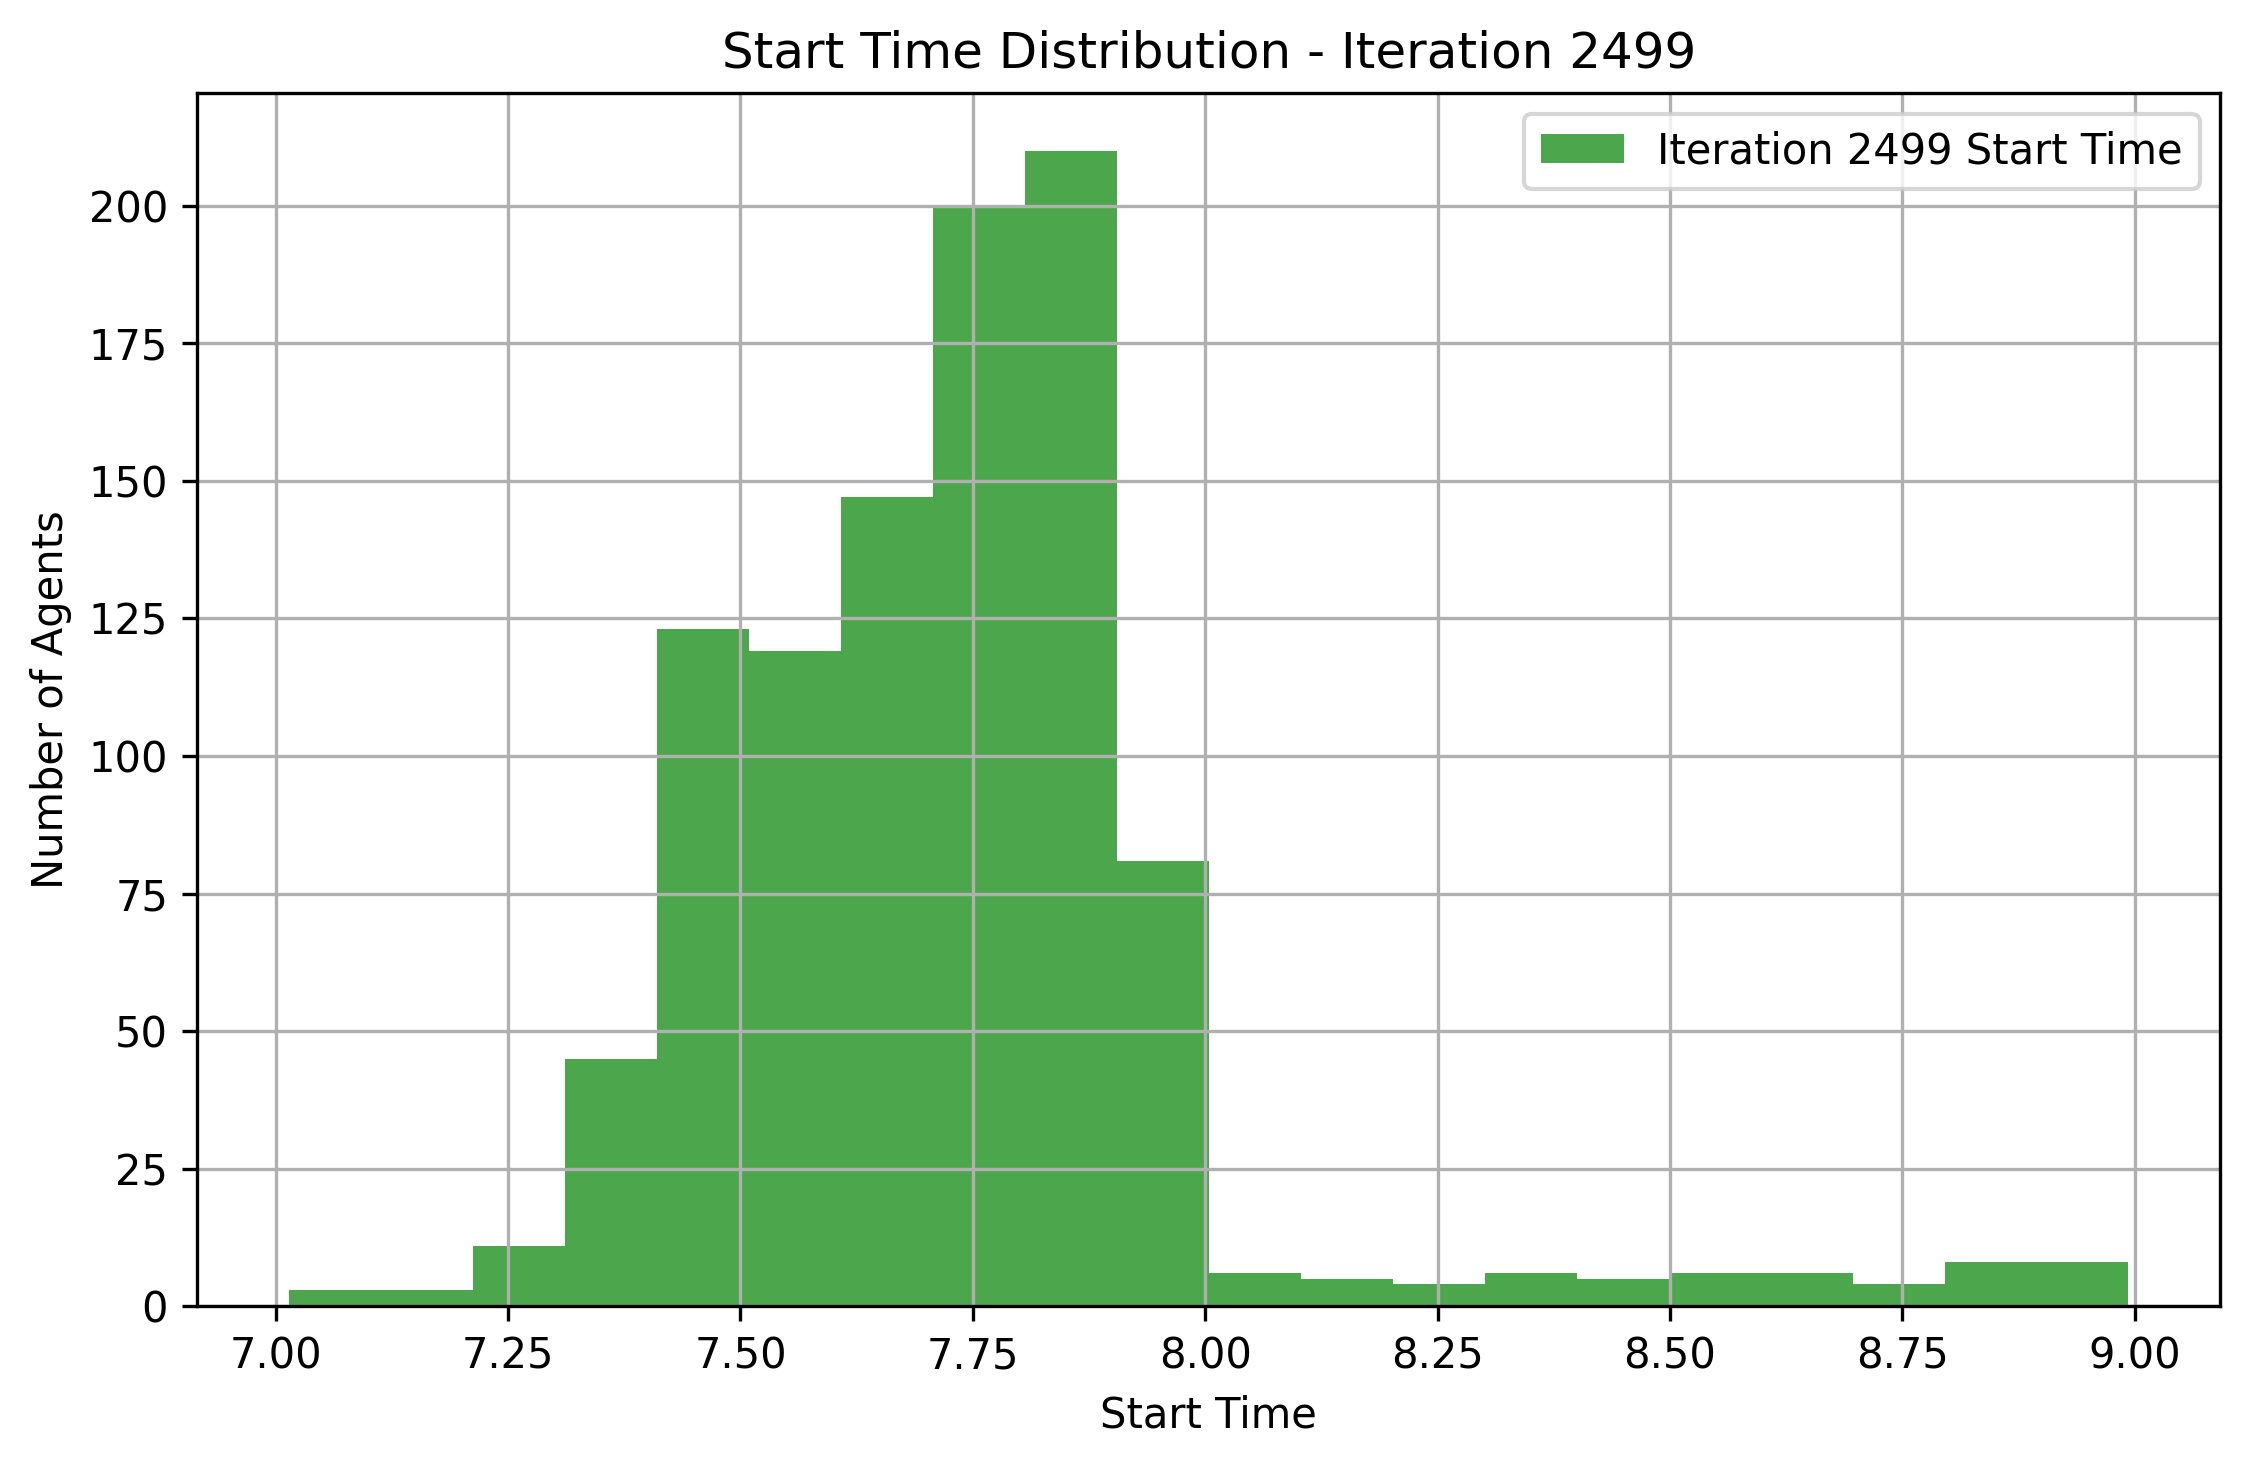 Start Time Distribution - Iteration 2499
Iteration 2499 Start Time
Number of Agents
200
175
150
125
100
75
50
25
0
7.00 7.25 7.50 7.75 8.00 8.25 8.50 8.75 9.00
Start Time